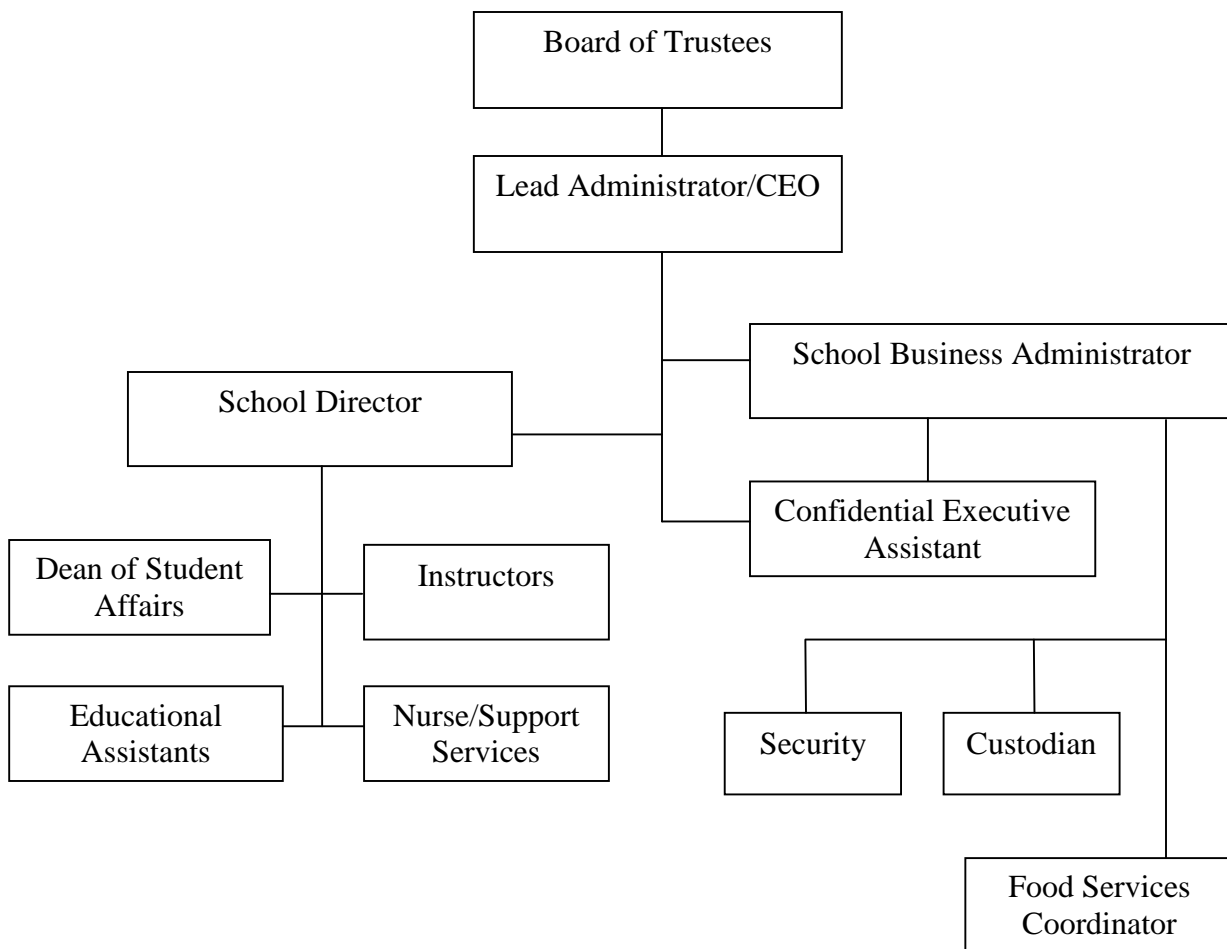 Board of Trustees
Lead Administrator/CEO
School Business Administrator
School Director
Confidential Executive
Assistant
Dean of Student
Affairs
Instructors
Educational
Assistants
Nurse/Support
Services
Security
Custodian
Food Services
Coordinator